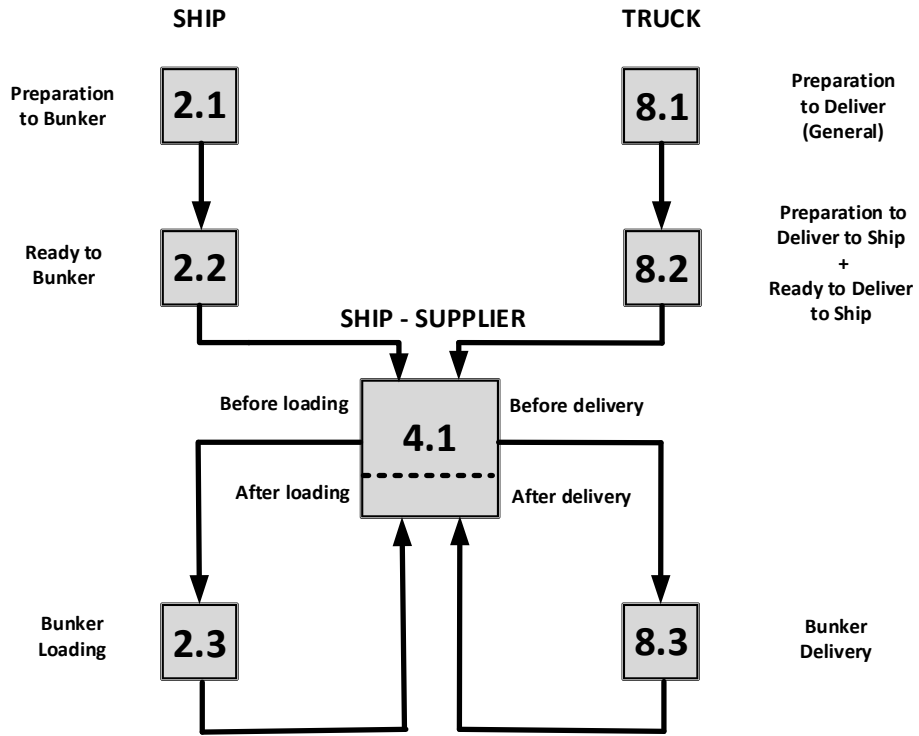 SHIP
TRUCK
Preparation
to Bunker
2.1
8.1
Preparation
to Deliver
(General)
Ready to
Bunker
2.2
8.2
Preparation to
Deliver to Ship
+
Ready to Deliver
to Ship
SHIP - SUPPLIER
Before loading
4.1
Before delivery
After loading
After delivery
Bunker
Loading
2.3
8.3
Bunker
Delivery